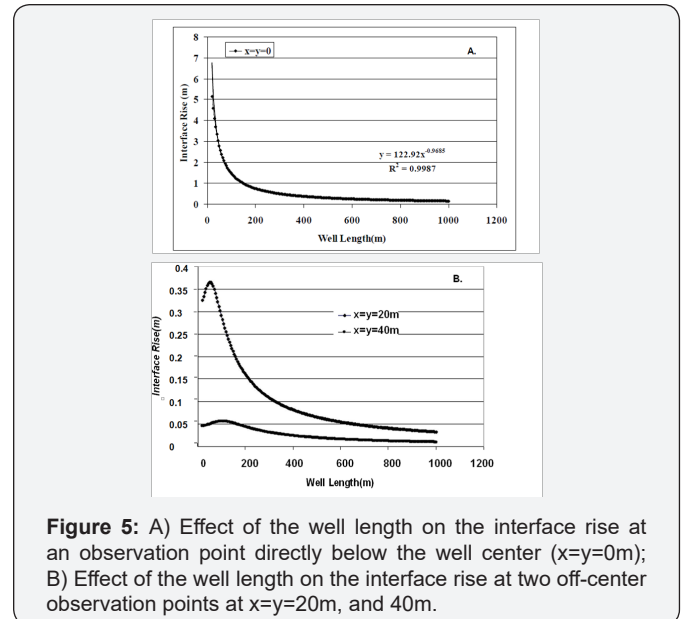 8
x=y=0
A.
7
6
5
4
3
2
1
0
Interface Rise (m)
y = 122.92x^-0.9685
R² = 0.9987
0 200 400 600 800 1000 1200
Well Length(m)
0.4
B.
0.35
0.3
0.25
0.2
0.15
0.1
0.05
0
Interface Rise(m)
x=y=20m
x=y=40m
0 200 400 600 800 1000 1200
Well Length(m)
Figure 5: A) Effect of the well length on the interface rise at
an observation point directly below the well center (x=y=0m);
B) Effect of the well length on the interface rise at two off-center
observation points at x=y=20m, and 40m.